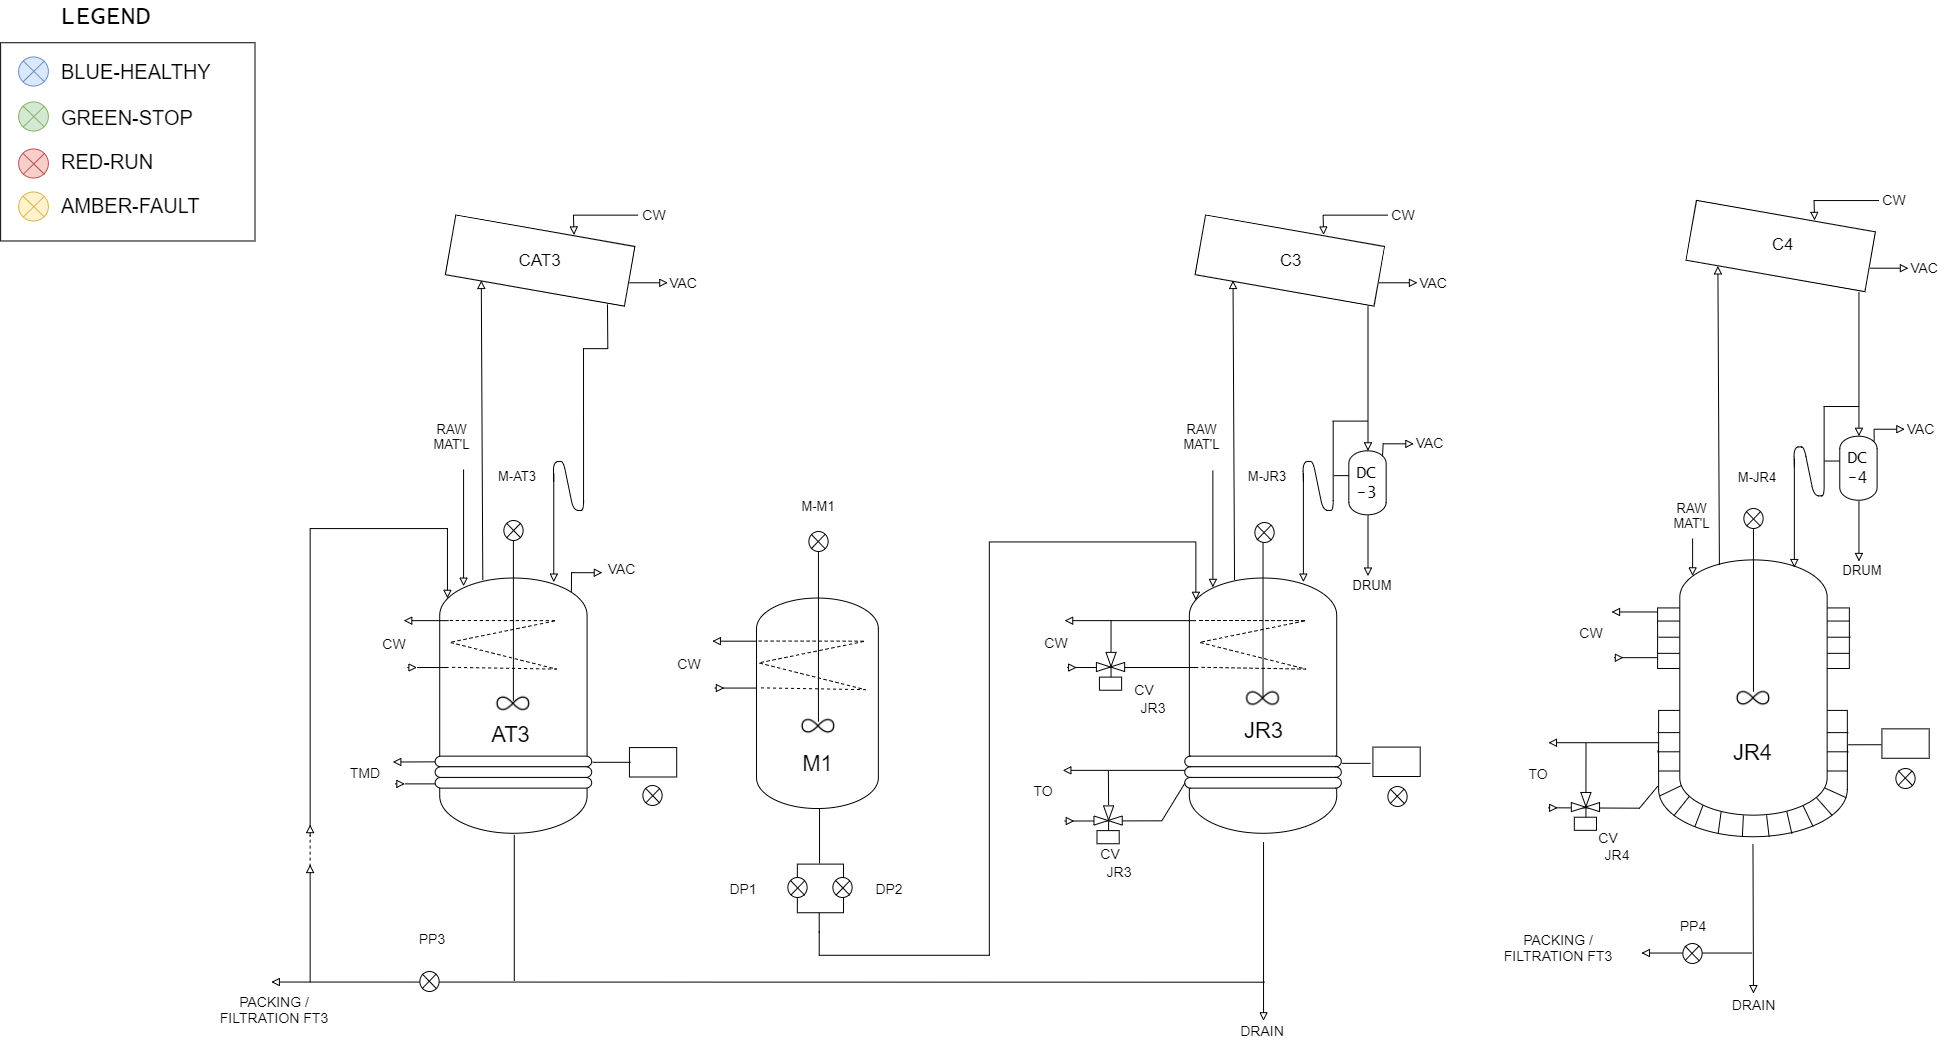 LEGEND
BLUE-HEALTHY
GREEN-STOP
RED-RUN
AMBER-FAULT
CW
CAT3
VAC
RAW
MAT'L
M-AT3
VAC
CW
AT3
TMD
PP3
PACKING /
FILTRATION FT3
M-M1
CW
M1
DP1
DP2
CW
C3
VAC
RAW
MAT'L
M-JR3
VAC
DC
-3
DRUM
CW
CV
JR3
JR3
TO
CV
JR3
DRAIN
CW
C4
VAC
VAC
DC
-4
M-JR4
RAW
MAT'L
DRUM
CW
JR4
TO
CV
JR4
PP4
PACKING /
FILTRATION FT3
DRAIN